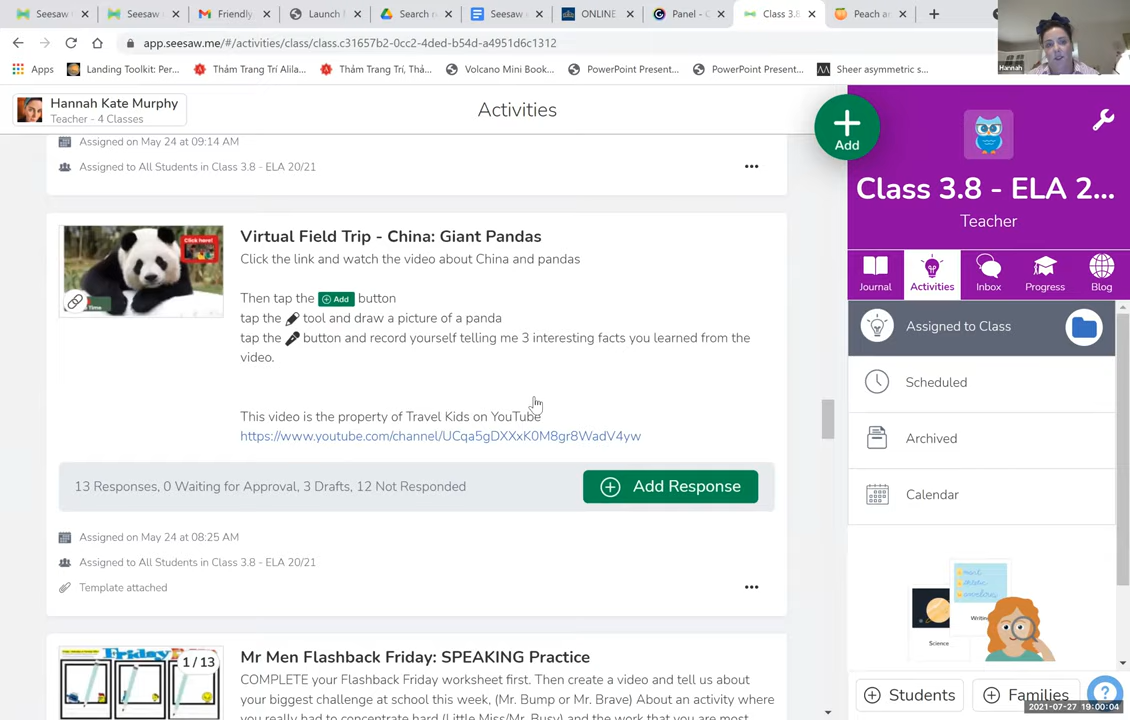 Seesaw
Seesaw
Friendly
Launch
Search r
Seesaw
ONLINE
Panel - C
Class 3.8
Peach ar
app.seesaw.me/#/activities/class/class.c31657b2-0cc2-4ded-b54d-a4951d6c1312
Apps
Landing Toolkit: Per...
Thảm Trang Trí Alila...
Thảm Trang Trí, Thả...
Volcano Mini Book...
PowerPoint Present...
PowerPoint Present...
Sheer asymmetric s...
Hannah
Hannah Kate Murphy
Teacher - 4 Classes
Activities
Add
Assigned on May 24 at 09:14 AM
Assigned to All Students in Class 3.8 - ELA 20/21
Click here!
Time
Virtual Field Trip - China: Giant Pandas
Click the link and watch the video about China and pandas
Then tap the Add button
tap the tool and draw a picture of a panda
tap the button and record yourself telling me 3 interesting facts you learned from the
video.
This video is the property of Travel Kids on YouTube
https://www.youtube.com/channel/UCqa5gDXXxK0M8gr8WadV4yw
13 Responses, 0 Waiting for Approval, 3 Drafts, 12 Not Responded
Add Response
Assigned on May 24 at 08:25 AM
Assigned to All Students in Class 3.8 - ELA 20/21
Template attached
1 / 13
Mr Men Flashback Friday: SPEAKING Practice
COMPLETE your Flashback Friday worksheet first. Then create a video and tell us about
your biggest challenge at school this week, (Mr. Bump or Mr. Brave) About an activity where
you really had to concentrate hard (Little Miss/Mr. Busy) and the work that you are most
Class 3.8 - ELA 2...
Teacher
Journal
Activities
Inbox
Progress
Blog
Assigned to Class
Scheduled
Archived
Calendar
Science
Students
Families
2021-07-27 19:00:04